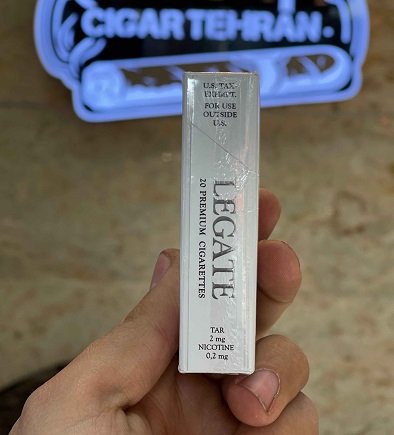 CIGARTEHRAN
U.S. TAX-
EXEMPT.
FOR USE
OUTSIDE
U.S.
LEGATE
20 PREMIUM CIGARETTES
TAR
2 mg
NICOTINE
0,2 mg